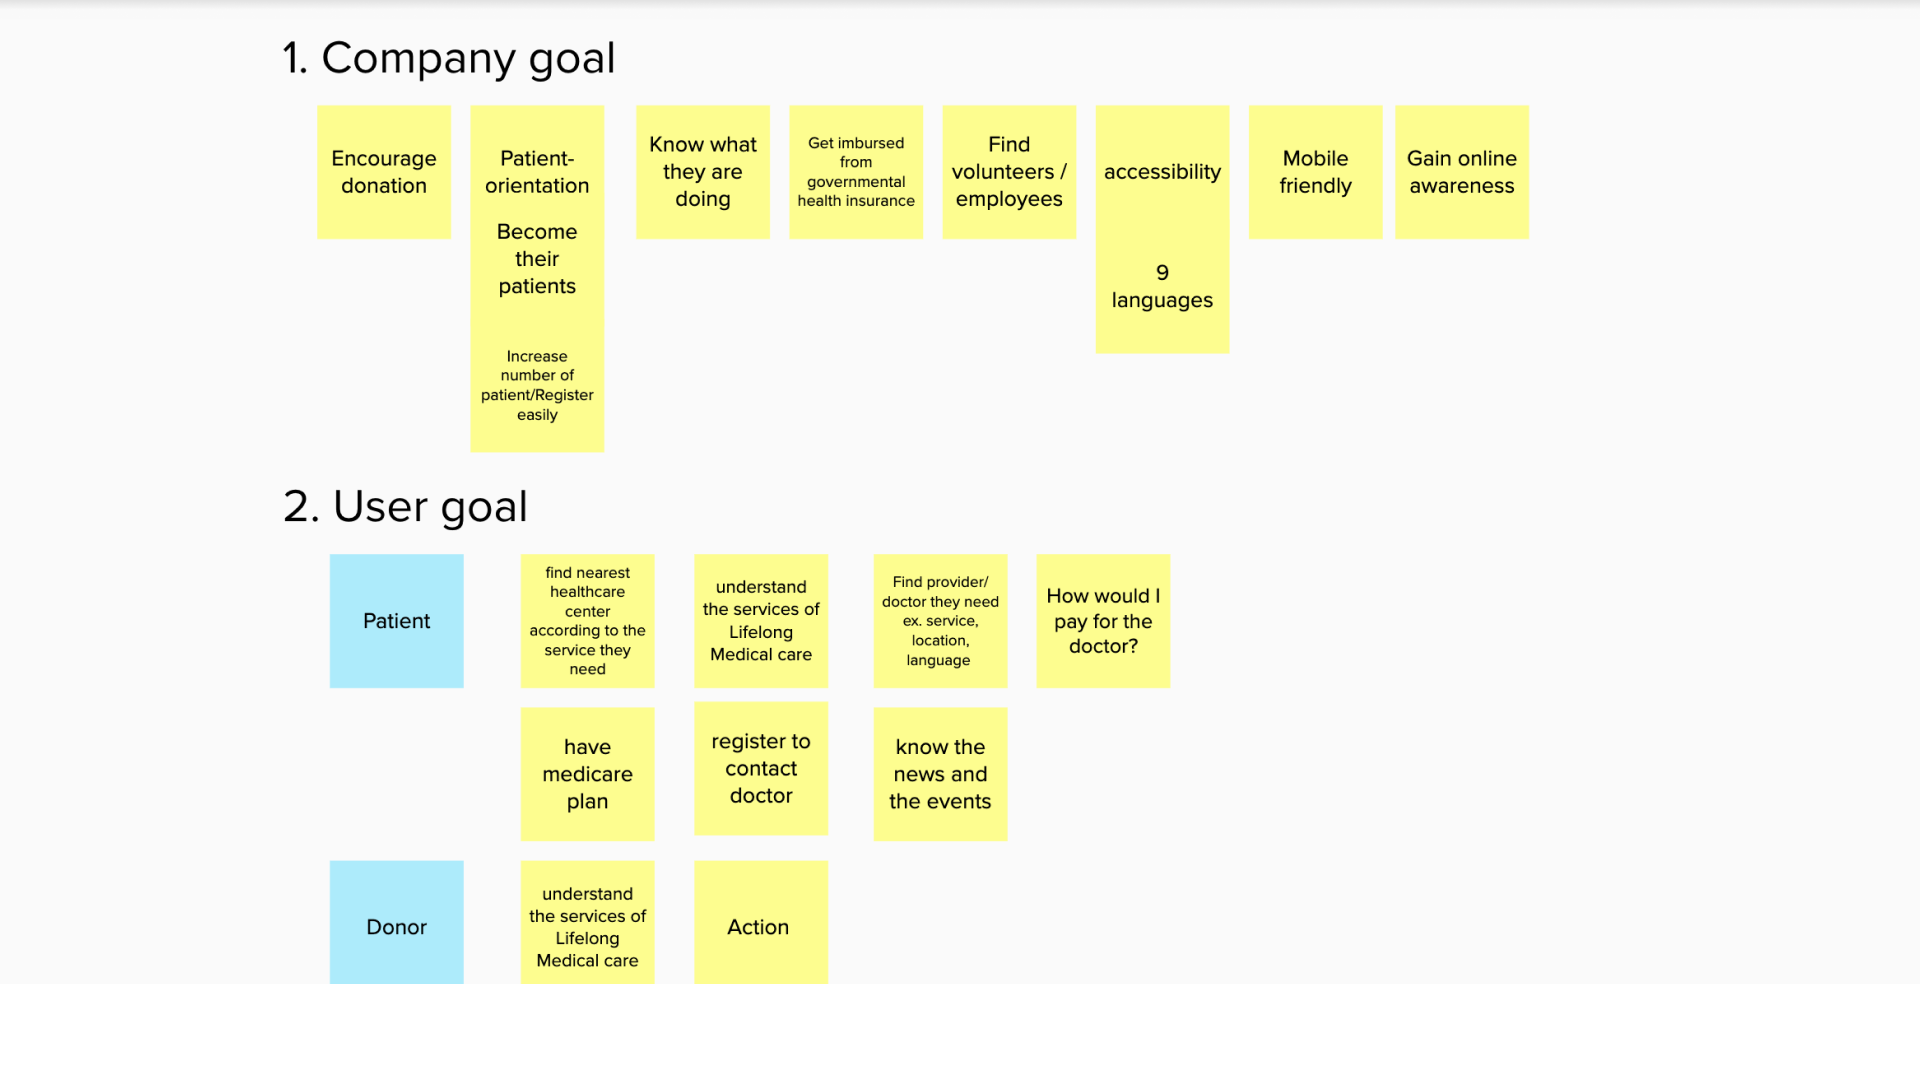 1. Company goal
Encourage
donation
Patient-
orientation
Become
their
patients
Increase
number of
patient/Register
easily
Know what
they are
doing
Get imbursed
from
governmental
health insurance
Find
volunteers /
employees
accessibility
9
languages
Mobile
friendly
Gain online
awareness
2. User goal
Patient
find nearest
healthcare
center
according to the
service they
need
understand
the services of
Lifelong
Medical care
Find provider/
doctor they need
ex. service,
location,
language
How would I
pay for the
doctor?
have
medicare
plan
register to
contact
doctor
know the
news and
the events
Donor
understand
the services of
Lifelong
Medical care
Action